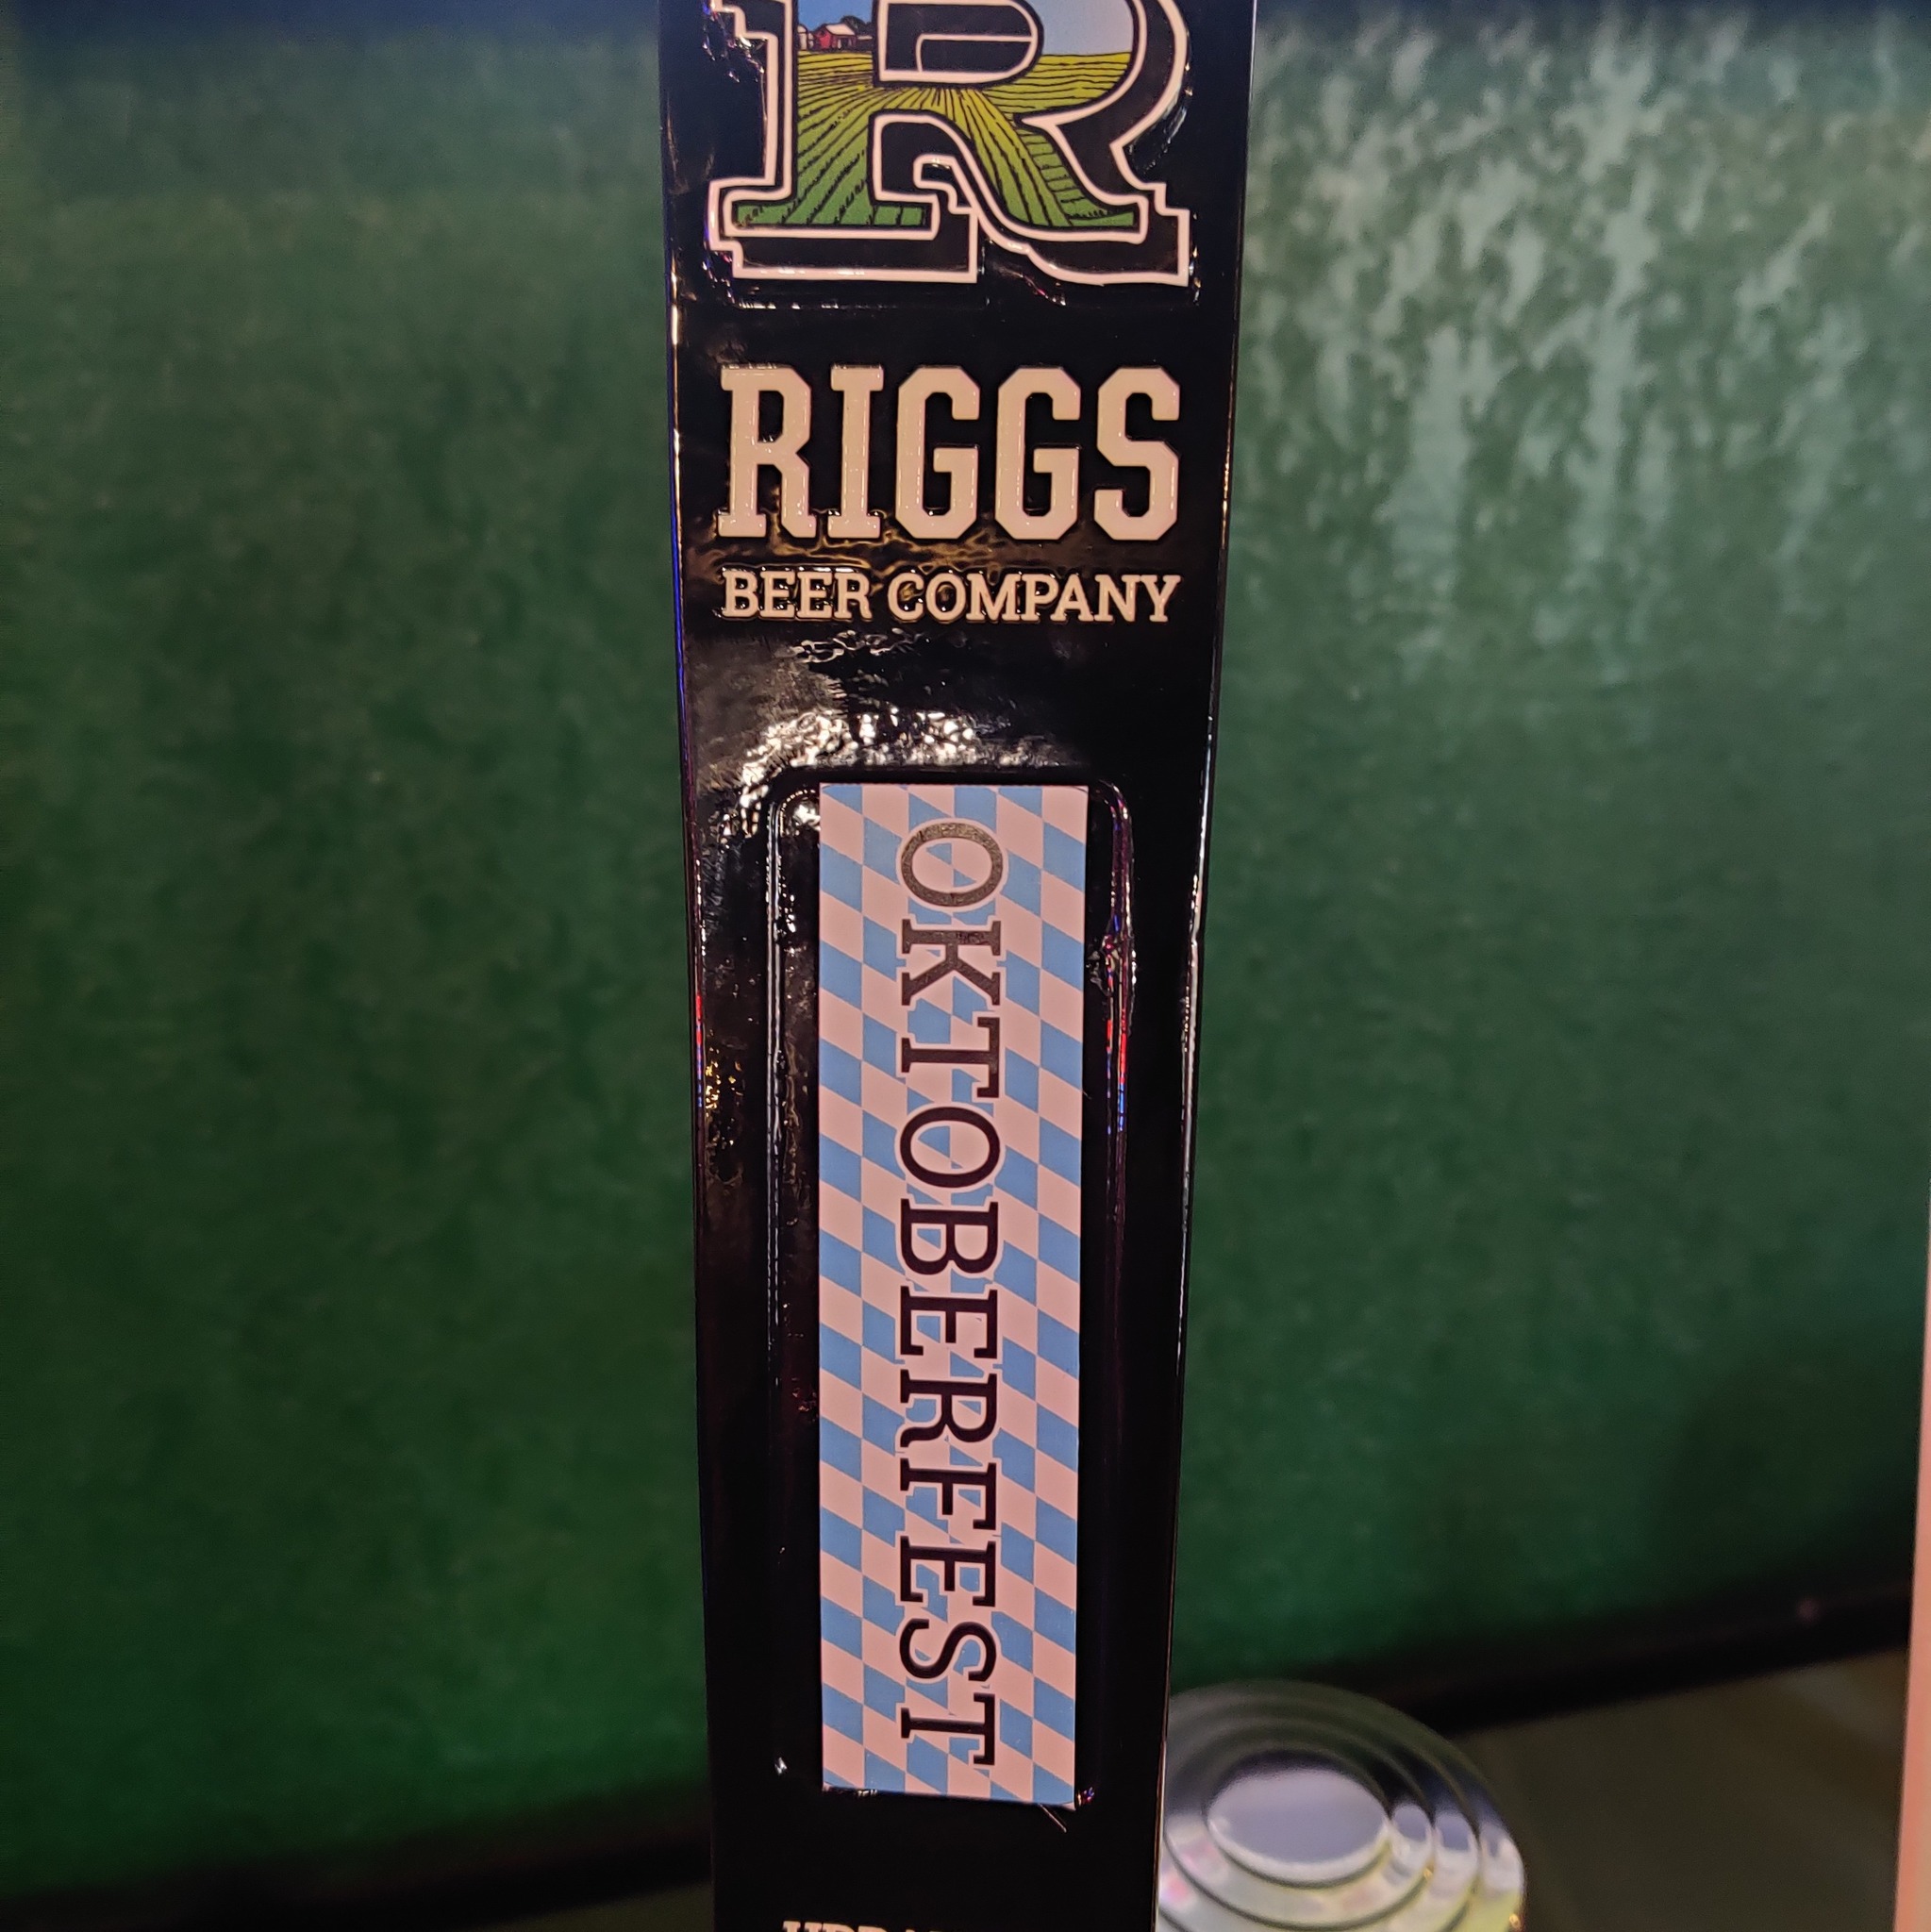 R
RIGGS
BEER COMPANY
OKTOBERFEST